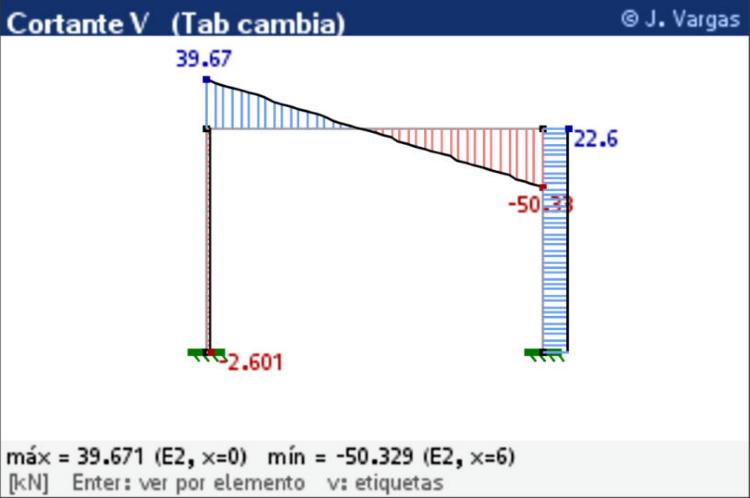 Cortante V (Tab cambia)
© J. Vargas
39.67
22.6
-50.33
-2.601
máx = 39.671 (E2, x=0) mín = -50.329 (E2, x=6)
[kN] Enter: ver por elemento v: etiquetas